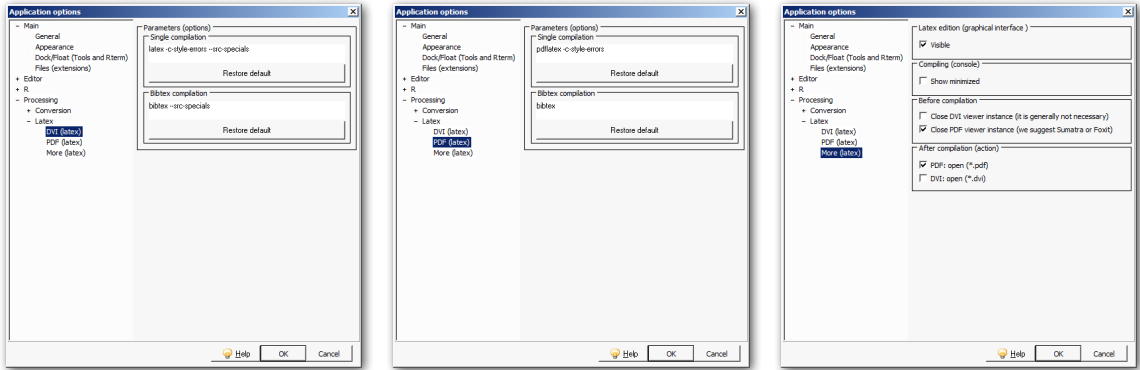 Application options
- Main
General
Appearance
Dock/Float (Tools and Rterm)
Files (extensions)
+ Editor
+ R
- Processing
+ Conversion
- Latex
DVI (latex)
PDF (latex)
More (latex)
Parameters (options)
Single compilation
latex -c-style-errors --src-specials
Restore default
Bibtex compilation
bibtex --src-specials
Restore default
Help
OK
Cancel
Application options
- Main
General
Appearance
Dock/Float (Tools and Rterm)
Files (extensions)
+ Editor
+ R
- Processing
+ Conversion
- Latex
DVI (latex)
PDF (latex)
More (latex)
Parameters (options)
Single compilation
pdflatex -c-style-errors
Restore default
Bibtex compilation
bibtex
Restore default
Help
OK
Cancel
Application options
- Main
General
Appearance
Dock/Float (Tools and Rterm)
Files (extensions)
+ Editor
+ R
- Processing
+ Conversion
- Latex
DVI (latex)
PDF (latex)
More (latex)
Latex edition (graphical interface )
Visible
Compiling (console)
Show minimized
Before compilation
Close DVI viewer instance (it is generally not necessary)
Close PDF viewer instance (we suggest Sumatra or Foxit)
After compilation (action)
PDF: open (*.pdf)
DVI: open (*.dvi)
Help
OK
Cancel